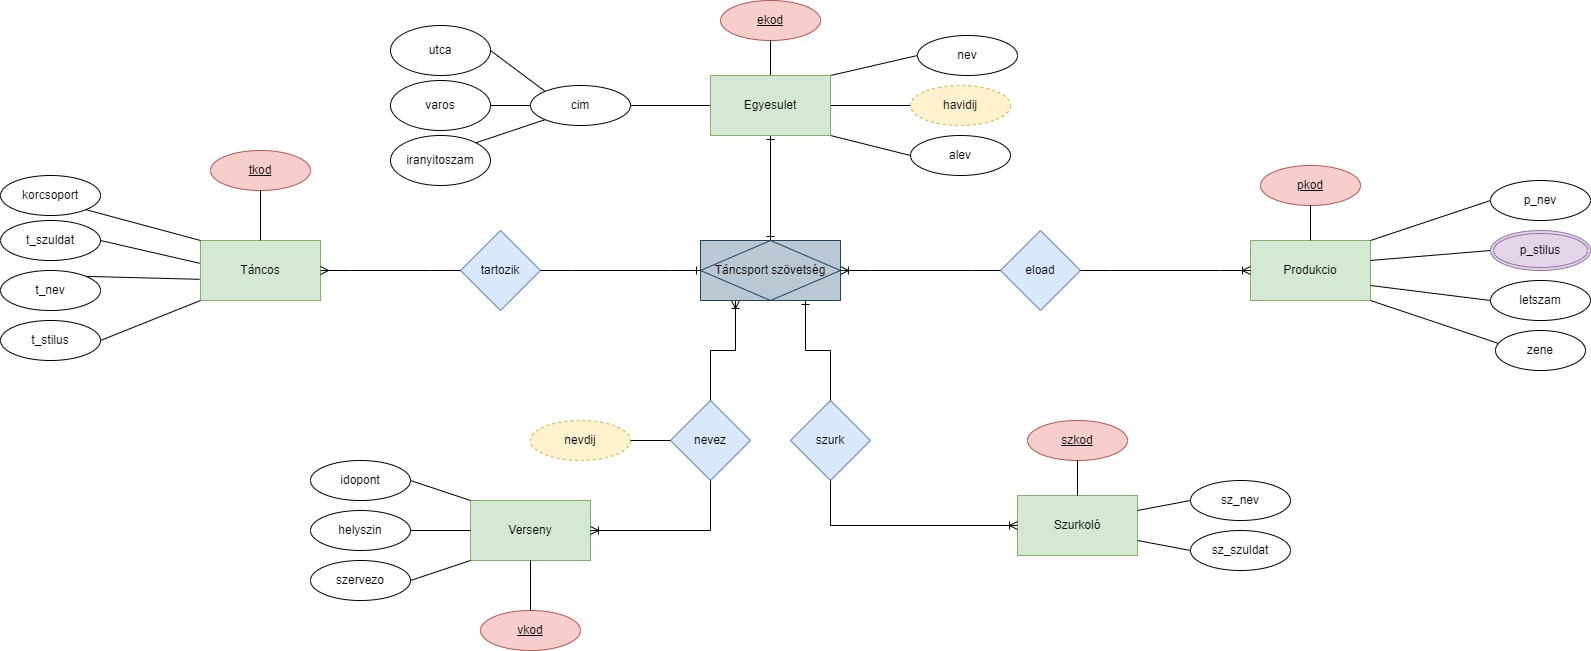 ekod
utca
nev
varos
cim
Egyesulet
havidij
iranyitoszam
alev
tkod
pkod
korcsoport
p_nev
t_szuldat
Táncos
tartozik
Táncsport szövetség
eload
Produkcio
p_stilus
t_nev
letszam
t_stilus
zene
nevdij
nevez
szurk
szkod
idopont
sz_nev
helyszin
Verseny
Szurkoló
sz_szuldat
szervezo
vkod